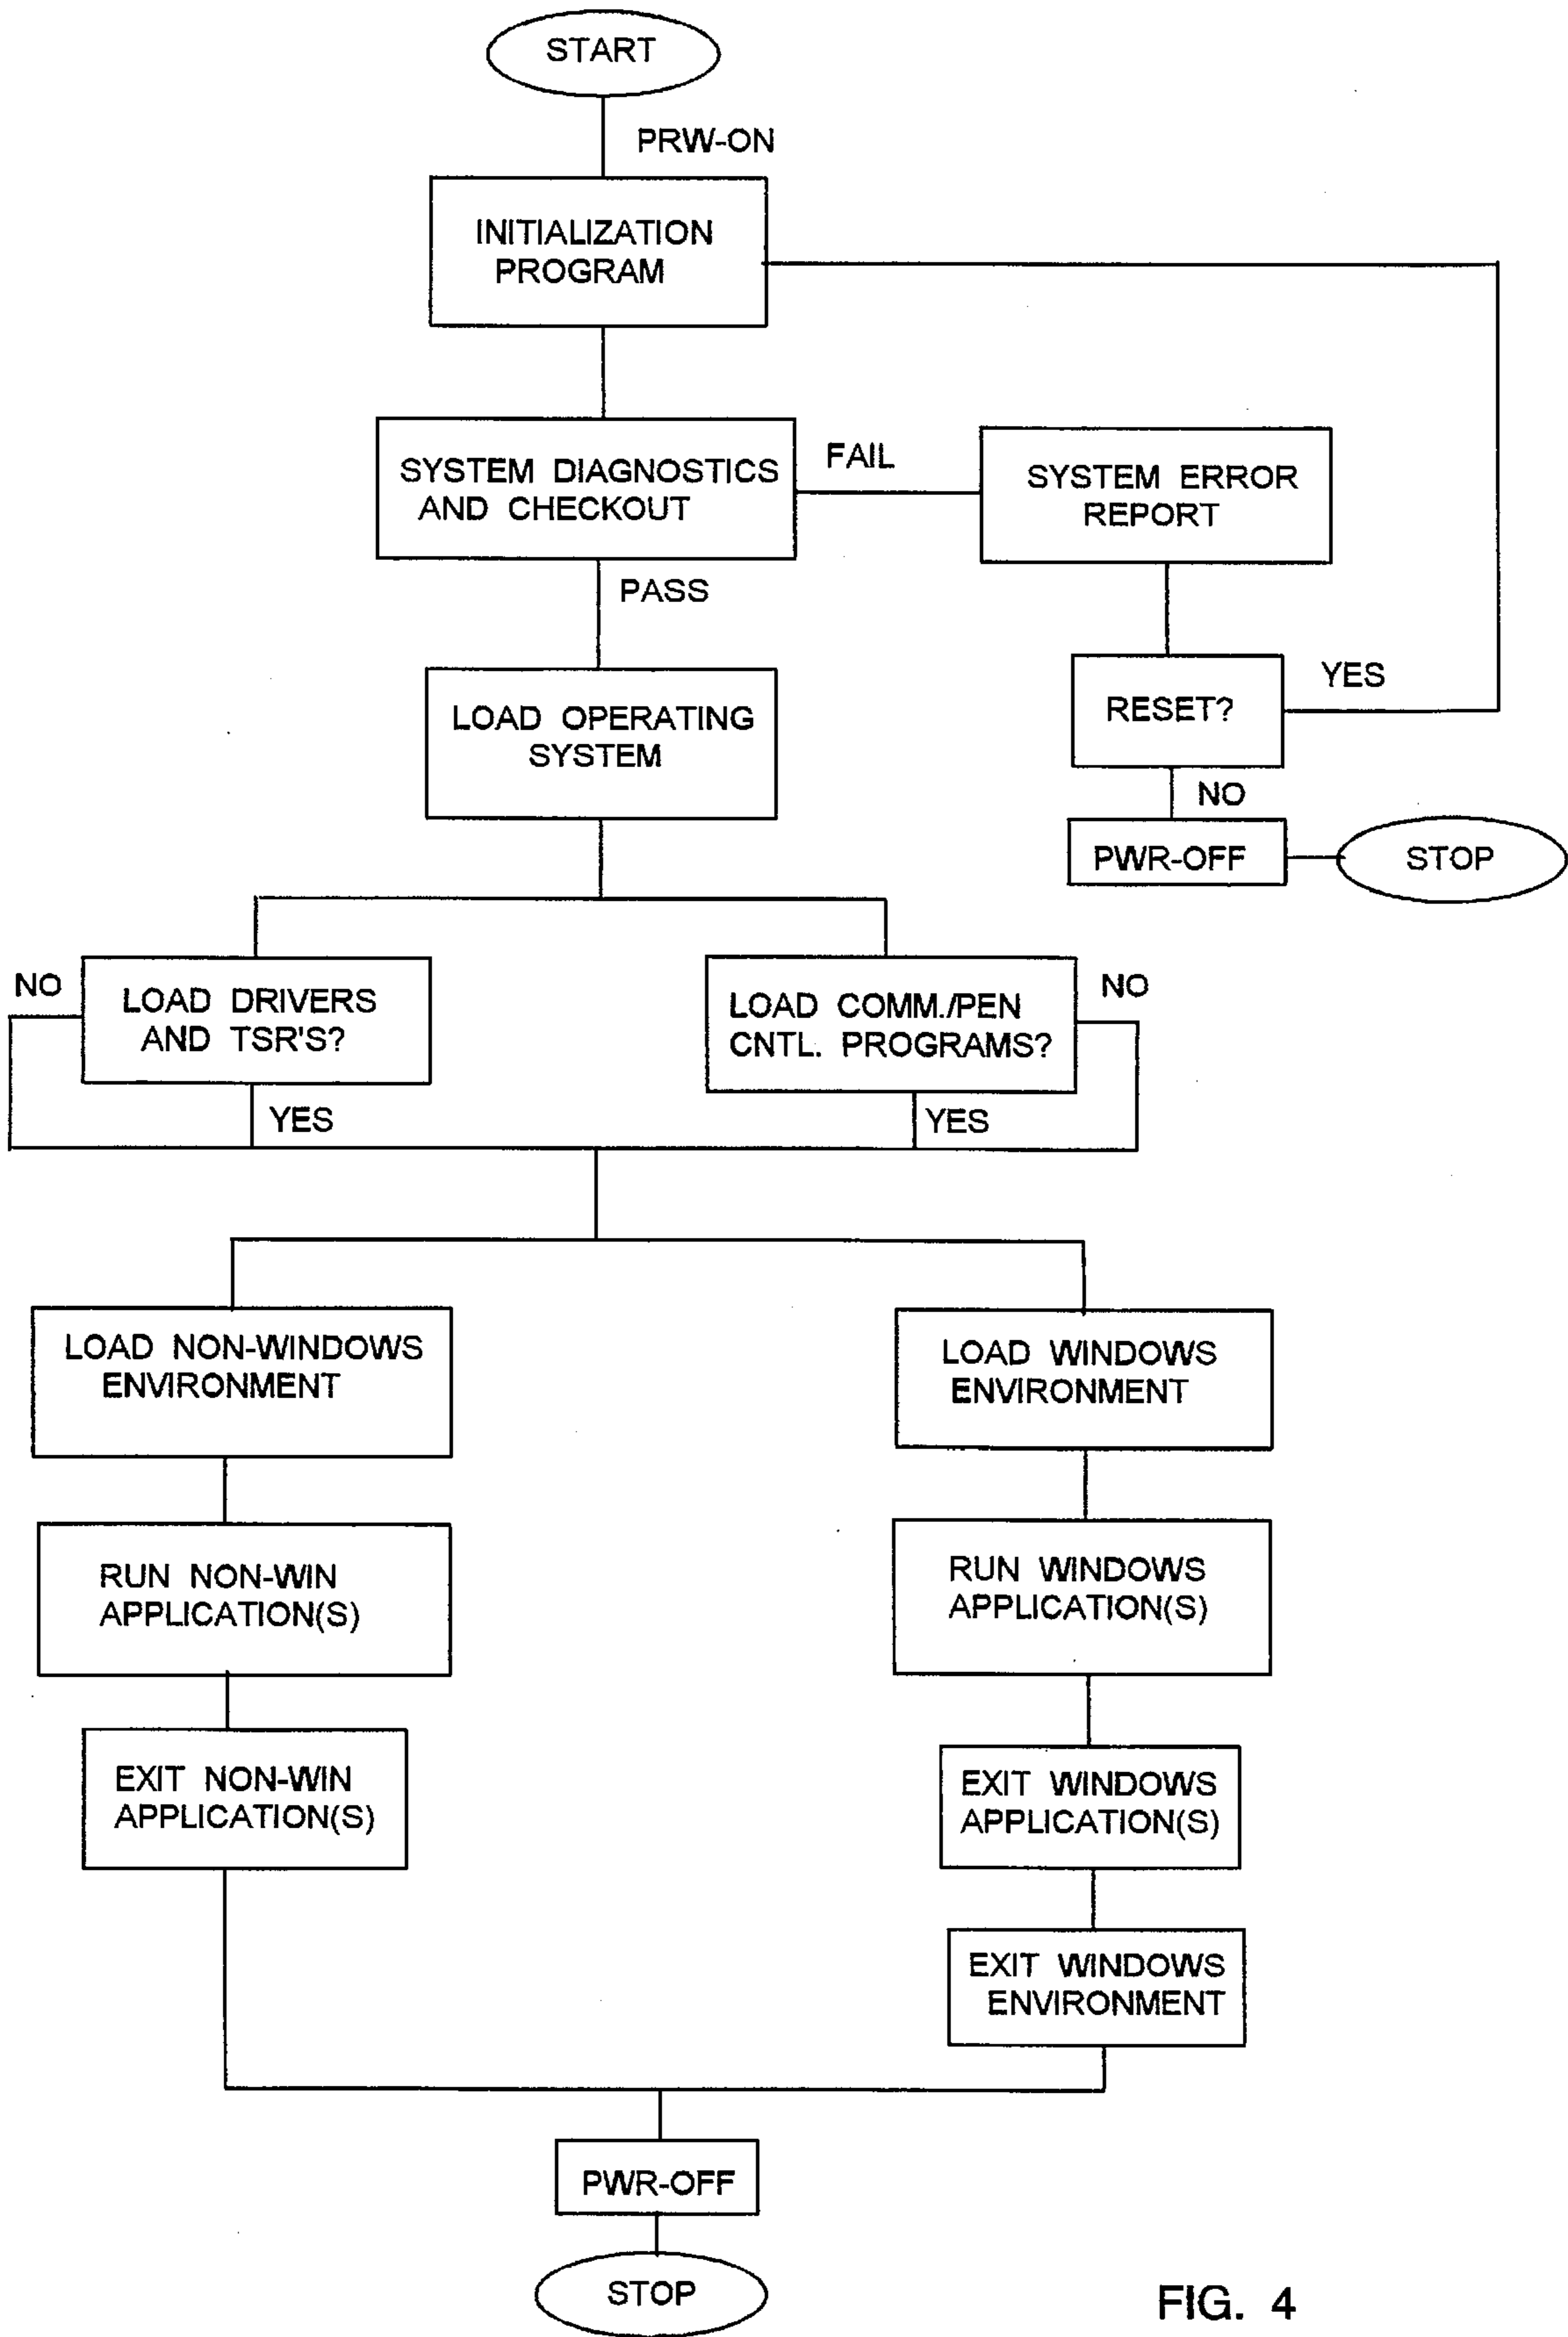 START
PRW-ON
INITIALIZATION
PROGRAM
SYSTEM DIAGNOSTICS
AND CHECKOUT
FAIL
SYSTEM ERROR
REPORT
PASS
LOAD OPERATING
SYSTEM
RESET?
YES
NO
PWR-OFF
STOP
NO
LOAD DRIVERS
AND TSR'S?
YES
LOAD COMM./PEN
CNTL. PROGRAMS?
NO
YES
LOAD NON-WINDOWS
ENVIRONMENT
LOAD WINDOWS
ENVIRONMENT
RUN NON-WIN
APPLICATION(S)
RUN WINDOWS
APPLICATION(S)
EXIT NON-WIN
APPLICATION(S)
EXIT WINDOWS
APPLICATION(S)
EXIT WINDOWS
ENVIRONMENT
PWR-OFF
STOP
FIG. 4